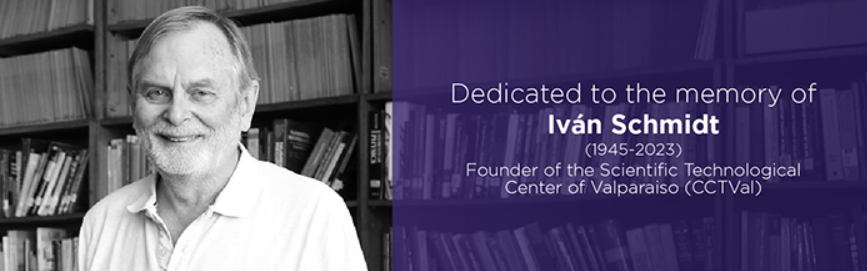 Dedicated to the memory of
Iván Schmidt
(1945-2023)
Founder of the Scientific Technological
Center of Valparaiso (CCTVal)